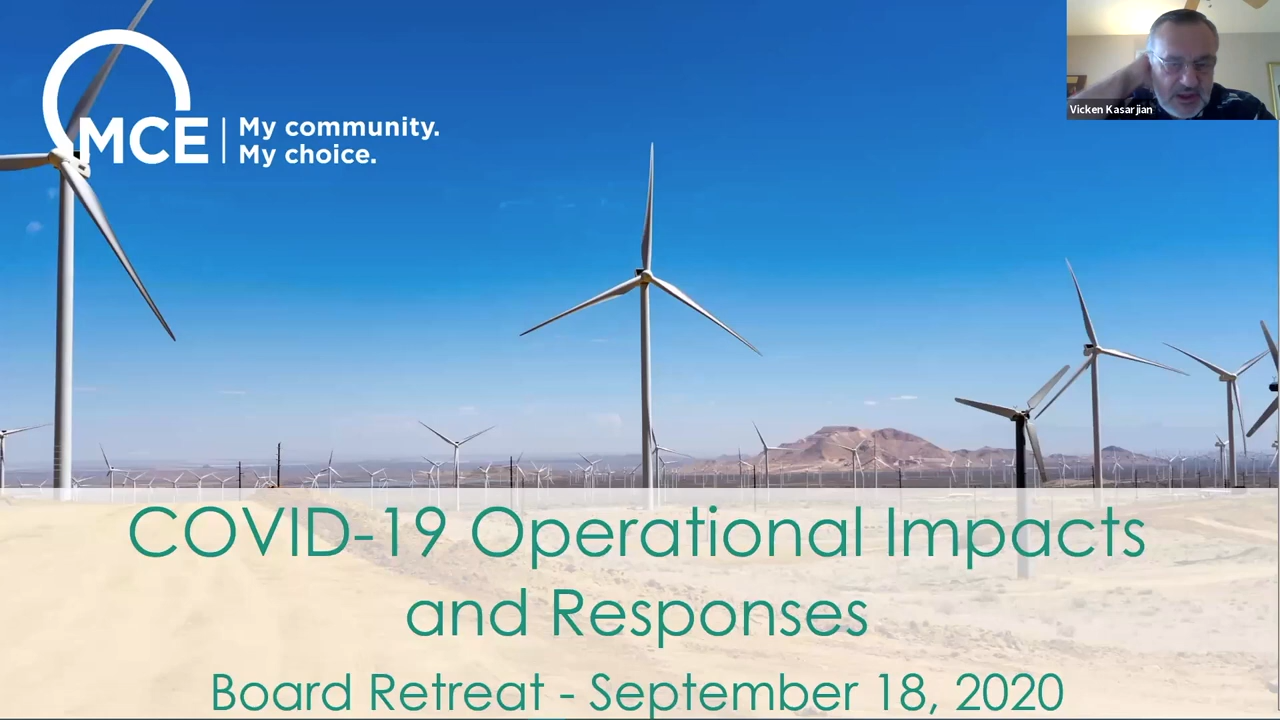 MCE
My community.
My choice.
Vicken Kasarjian
COVID-19 Operational Impacts
and Responses
Board Retreat - September 18, 2020